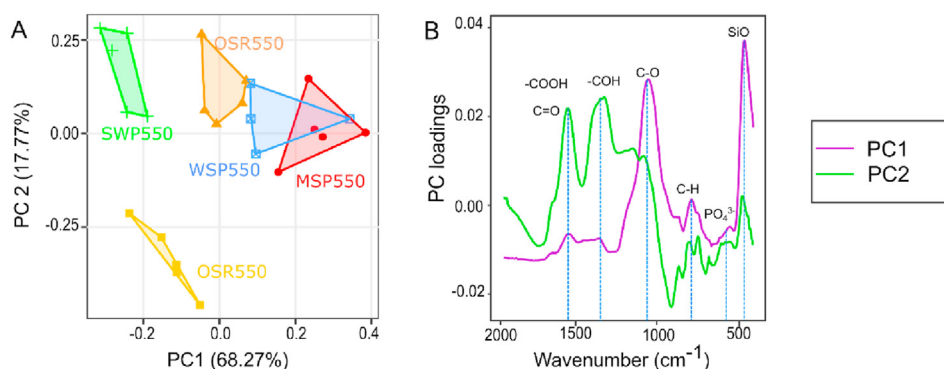 A
0.25
0.00
-0.25
PC 2 (17.77%)
OSR550
SWP550
WSP550
MSP550
OSR550
-0.2
0.0
0.2
0.4
PC1 (68.27%)
B
0.04
0.02
0.00
-0.02
PC loadings
-COOH
C=O
-COH
C-O
C-H
PO₄³⁻
SiO
2000
1500
1000
500
Wavenumber (cm⁻¹)
PC1
PC2